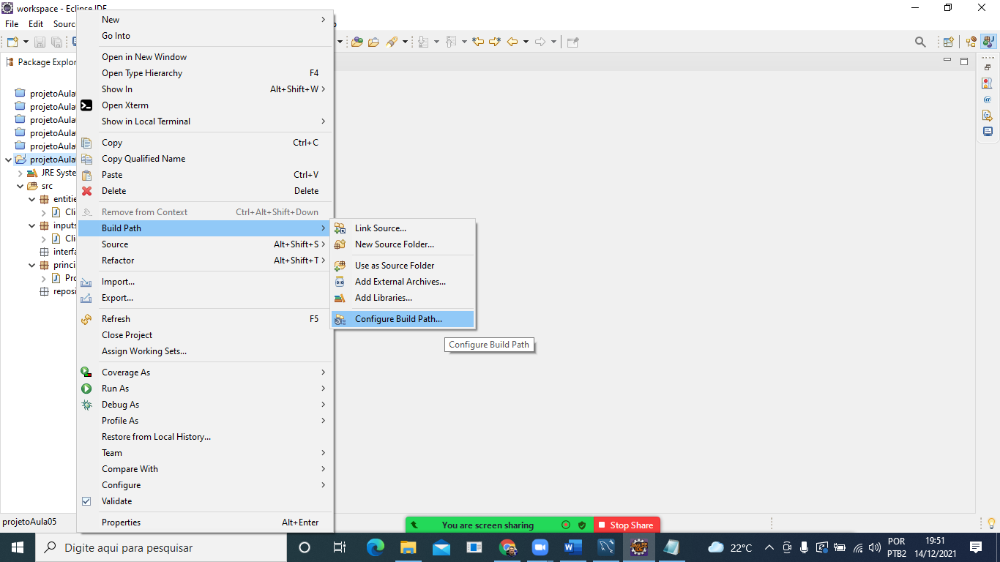 workspace - Eclipse IDE
File Edit Sourc
Package Explor
projetoAula
projetoAula
projetoAula
projetoAula
projetoAula
projetoAula
JRE Syste
src
entitie
Cli
inputs
Cli
interfa
princi
Pro
reposi
New
Go Into
Open in New Window
Open Type Hierarchy F4
Show In Alt+Shift+W
Open Xterm
Show in Local Terminal
Copy Ctrl+C
Copy Qualified Name
Paste Ctrl+V
Delete Delete
Remove from Context Ctrl+Alt+Shift+Down
Build Path
Source Alt+Shift+S
Refactor Alt+Shift+T
Import...
Export...
Refresh F5
Close Project
Assign Working Sets...
Coverage As
Run As
Debug As
Profile As
Restore from Local History...
Team
Compare With
Configure
Validate
Properties Alt+Enter
Link Source...
New Source Folder...
Use as Source Folder
Add External Archives...
Add Libraries...
Configure Build Path...
Configure Build Path
projetoAula05
You are screen sharing
Stop Share
Digite aqui para pesquisar
22°C
POR
PTB2
19:51
14/12/2021